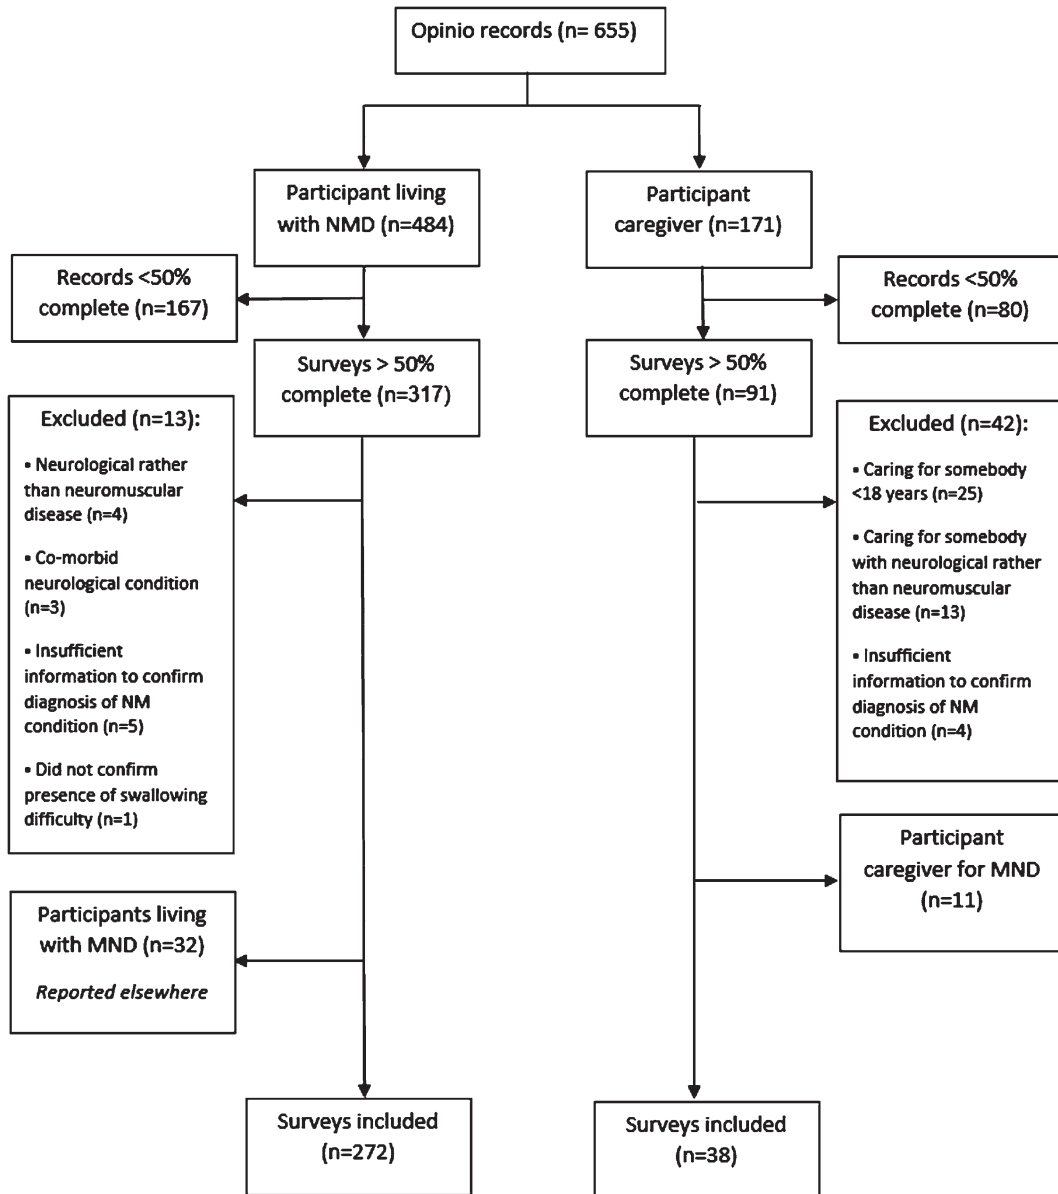 Opinio records (n= 655)
Participant living
with NMD (n=484)
Participant
caregiver (n=171)
Records <50%
complete (n=167)
Records <50%
complete (n=80)
Surveys > 50%
complete (n=317)
Surveys > 50%
complete (n=91)
Excluded (n=13):
▪ Neurological rather
than neuromuscular
disease (n=4)
▪ Co-morbid
neurological condition
(n=3)
▪ Insufficient
information to confirm
diagnosis of NM
condition (n=5)
▪ Did not confirm
presence of swallowing
difficulty (n=1)
Excluded (n=42):
▪ Caring for somebody
<18 years (n=25)
▪ Caring for somebody
with neurological rather
than neuromuscular
disease (n=13)
▪ Insufficient
information to confirm
diagnosis of NM
condition (n=4)
Participant
caregiver for MND
(n=11)
Participants living
with MND (n=32)
Reported elsewhere
Surveys included
(n=272)
Surveys included
(n=38)